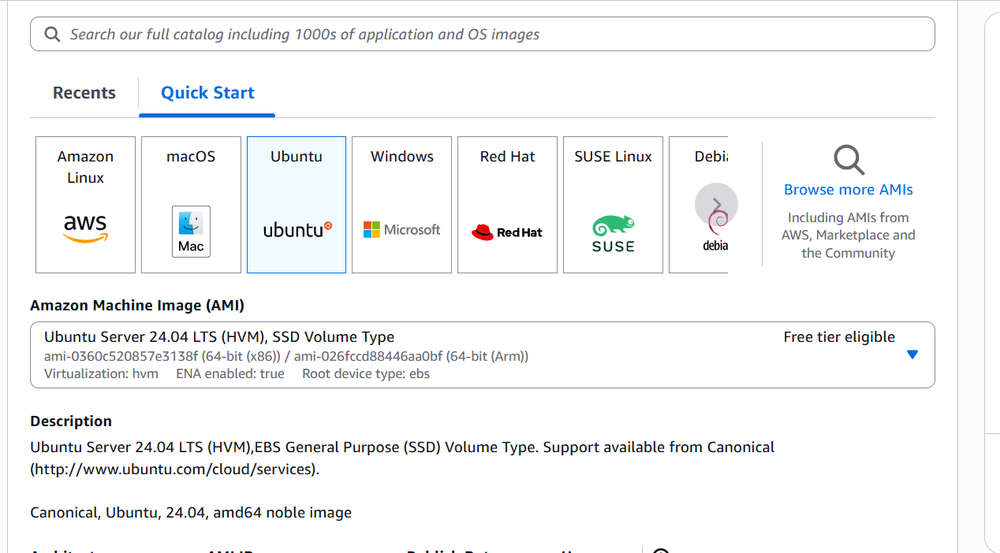 Search our full catalog including 1000s of application and OS images
Recents
Quick Start
Amazon
Linux
aws
macOS
Mac
Ubuntu
ubuntu
Windows
Microsoft
Red Hat
Red Hat
SUSE Linux
SUSE
Debia
debian
Browse more AMIs
Including AMIs from
AWS, Marketplace and
the Community
Amazon Machine Image (AMI)
Ubuntu Server 24.04 LTS (HVM), SSD Volume Type
Free tier eligible
ami-0360c520857e3138f (64-bit (x86)) / ami-026fccd88446aa0bf (64-bit (Arm))
Virtualization: hvm ENA enabled: true Root device type: ebs
Description
Ubuntu Server 24.04 LTS (HVM),EBS General Purpose (SSD) Volume Type. Support available from Canonical
(http://www.ubuntu.com/cloud/services).
Canonical, Ubuntu, 24.04, amd64 noble image